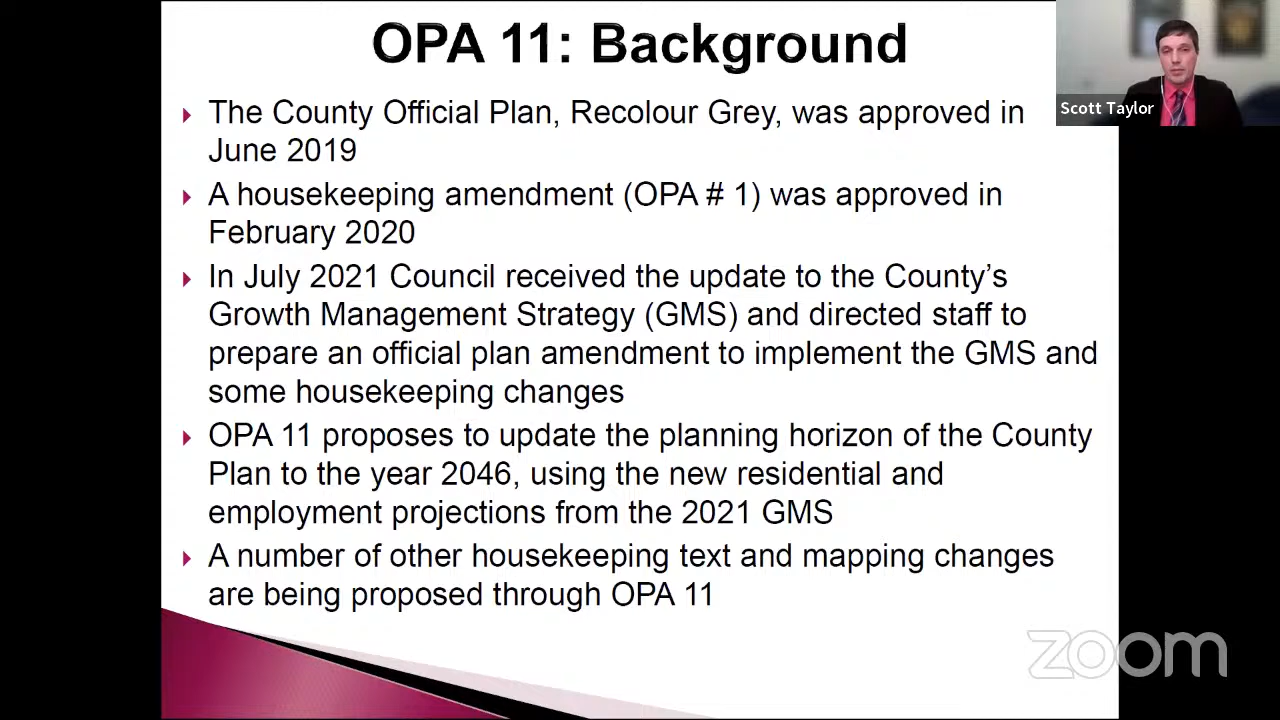 OPA 11: Background
The County Official Plan, Recolour Grey, was approved in
June 2019
A housekeeping amendment (OPA # 1) was approved in
February 2020
In July 2021 Council received the update to the County’s
Growth Management Strategy (GMS) and directed staff to
prepare an official plan amendment to implement the GMS and
some housekeeping changes
OPA 11 proposes to update the planning horizon of the County
Plan to the year 2046, using the new residential and
employment projections from the 2021 GMS
A number of other housekeeping text and mapping changes
are being proposed through OPA 11
Scott Taylor
zoom